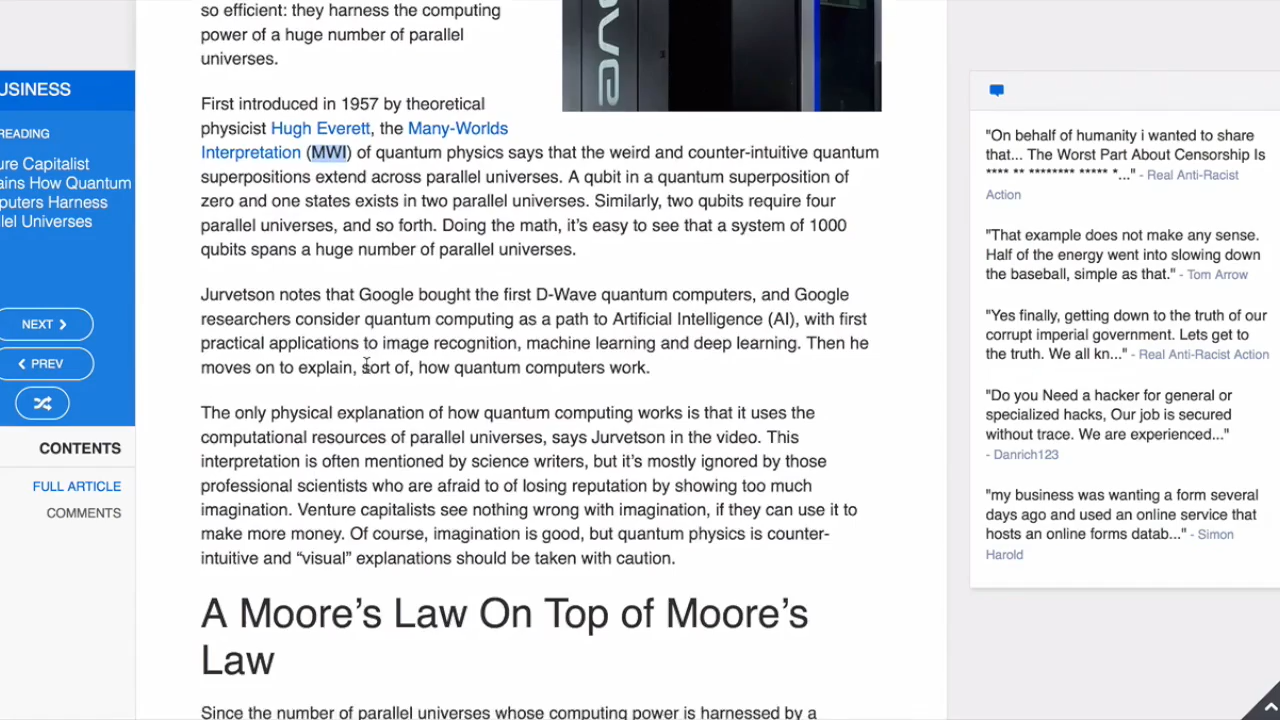 USINESS
READING
ure Capitalist
ains How Quantum
puters Harness
lel Universes
NEXT
PREV
CONTENTS
FULL ARTICLE
COMMENTS
so efficient: they harness the computing
power of a huge number of parallel
universes.
First introduced in 1957 by theoretical
physicist Hugh Everett, the Many-Worlds
Interpretation (MWI) of quantum physics says that the weird and counter-intuitive quantum
superpositions extend across parallel universes. A qubit in a quantum superposition of
zero and one states exists in two parallel universes. Similarly, two qubits require four
parallel universes, and so forth. Doing the math, it’s easy to see that a system of 1000
qubits spans a huge number of parallel universes.
Jurvetson notes that Google bought the first D-Wave quantum computers, and Google
researchers consider quantum computing as a path to Artificial Intelligence (AI), with first
practical applications to image recognition, machine learning and deep learning. Then he
moves on to explain, sort of, how quantum computers work.
The only physical explanation of how quantum computing works is that it uses the
computational resources of parallel universes, says Jurvetson in the video. This
interpretation is often mentioned by science writers, but it’s mostly ignored by those
professional scientists who are afraid to of losing reputation by showing too much
imagination. Venture capitalists see nothing wrong with imagination, if they can use it to
make more money. Of course, imagination is good, but quantum physics is counter-
intuitive and “visual” explanations should be taken with caution.
A Moore’s Law On Top of Moore’s
Law
Since the number of parallel universes whose computing power is harnessed by a
AVE
"On behalf of humanity i wanted to share
that... The Worst Part About Censorship Is
**** ** ******** ***** *..." - Real Anti-Racist
Action
"That example does not make any sense.
Half of the energy went into slowing down
the baseball, simple as that." - Tom Arrow
"Yes finally, getting down to the truth of our
corrupt imperial government. Lets get to
the truth. We all kn..." - Real Anti-Racist Action
"Do you Need a hacker for general or
specialized hacks, Our job is secured
without trace. We are experienced..."
- Danrich123
"my business was wanting a form several
days ago and used an online service that
hosts an online forms datab..." - Simon
Harold